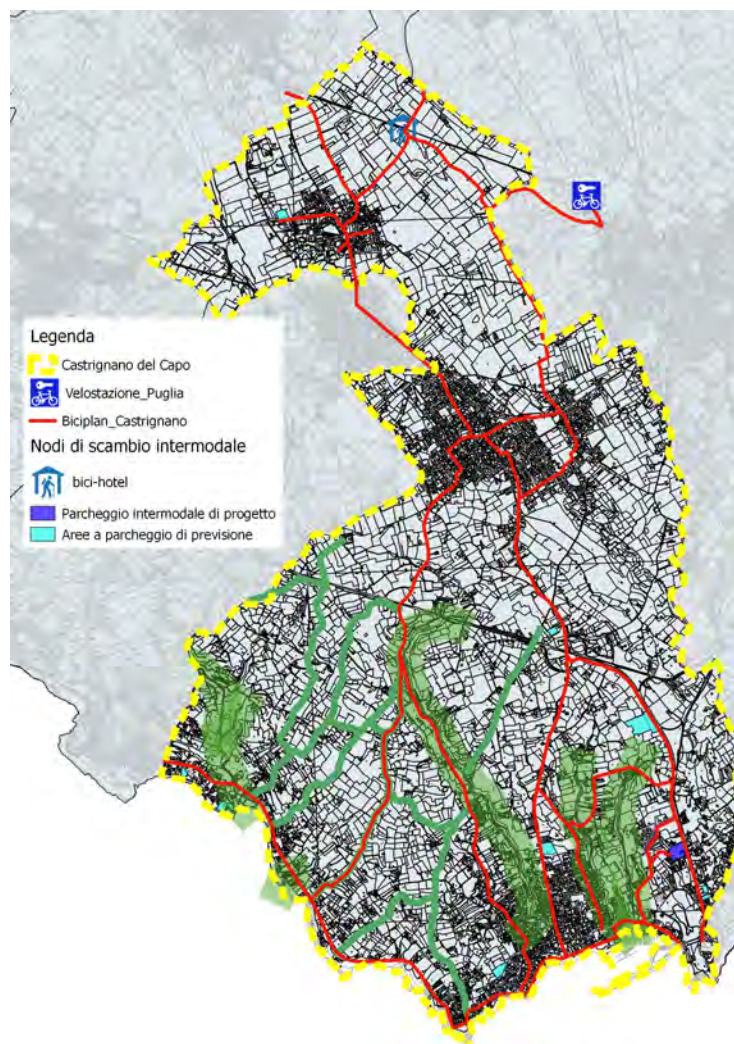 Legenda
Castrignano del Capo
Velostazione_Puglia
Biciplan_Castrignano
Nodi di scambio intermodale
bici-hotel
Parcheggio intermodale di progetto
Aree a parcheggio di previsione